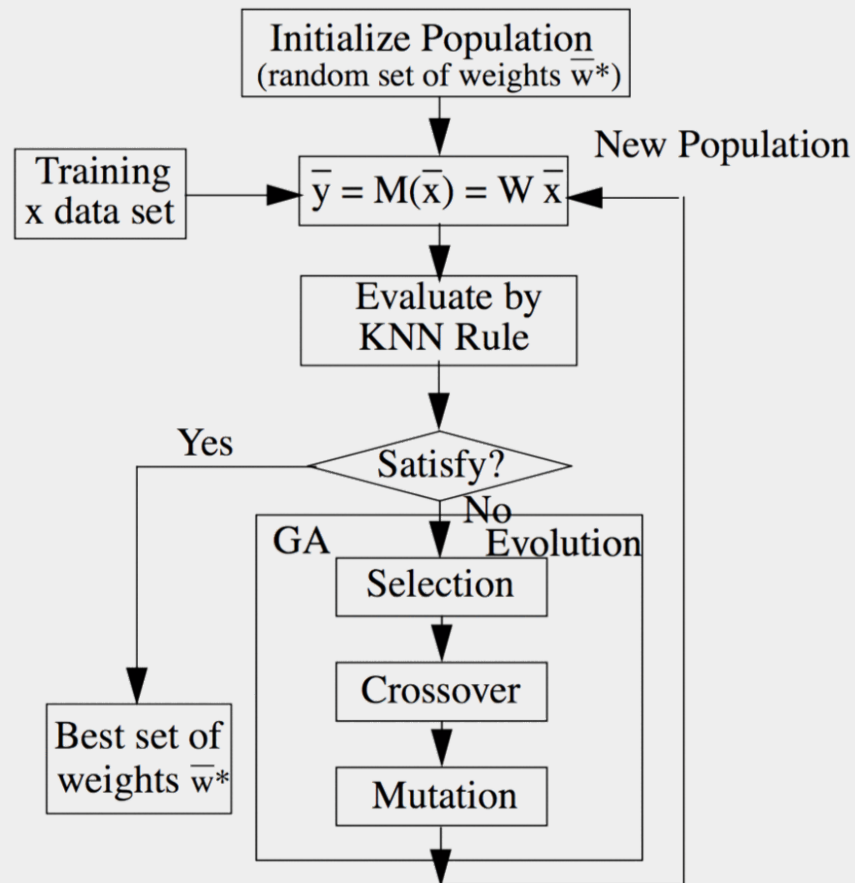 Initialize Population
(random set of weights w̅*)
New Population
Training
x data set
y̅ = M(x̅) = W x̅
Evaluate by
KNN Rule
Yes
Satisfy?
No
GA
Evolution
Selection
Crossover
Best set of
weights w̅*
Mutation